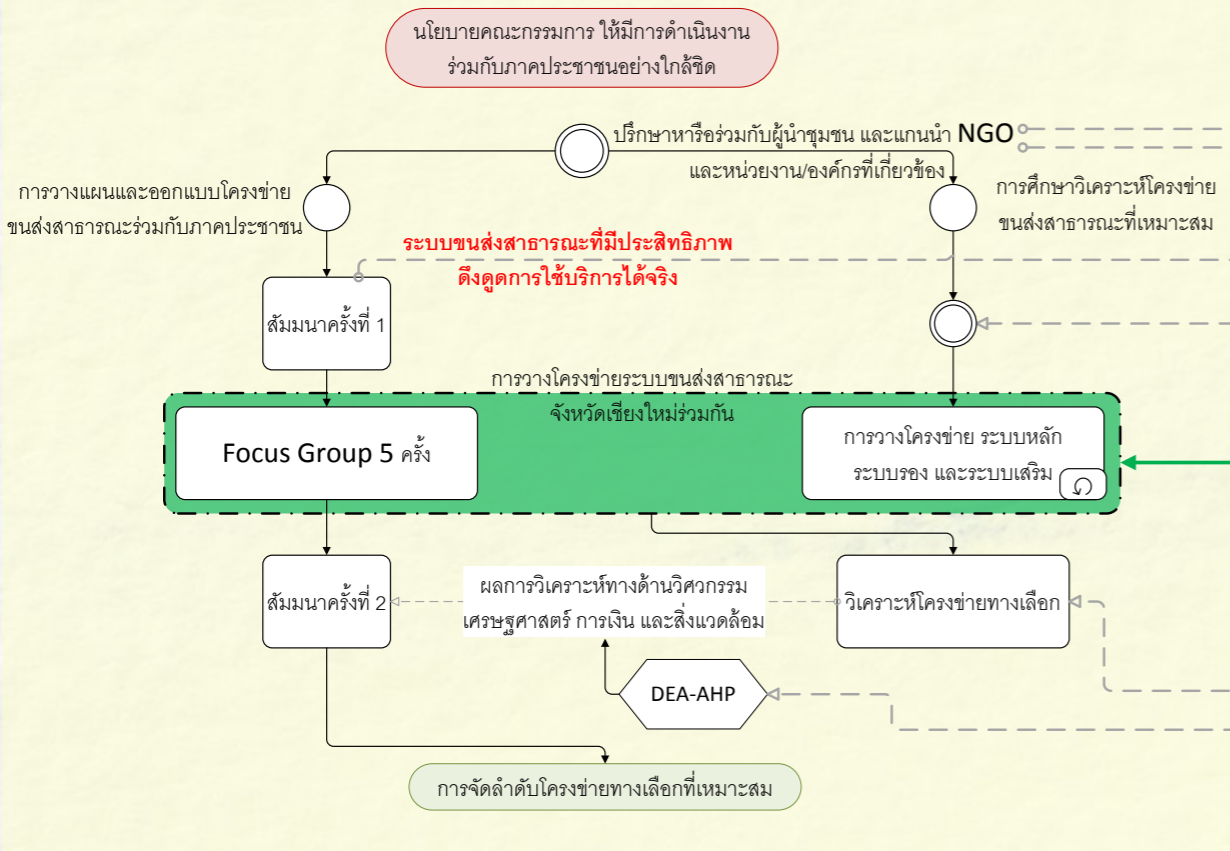 นโยบายคณะกรรมการ ให้มีการดำเนินงาน
ร่วมกับภาคประชาชนอย่างใกล้ชิด
ปรึกษาหารือร่วมกับผู้นำชุมชน และแกนนำ NGO
และหน่วยงาน/องค์กรที่เกี่ยวข้อง
การวางแผนและออกแบบโครงข่าย
ขนส่งสาธารณะร่วมกับภาคประชาชน
การศึกษาวิเคราะห์โครงข่าย
ขนส่งสาธารณะที่เหมาะสม
ระบบขนส่งสาธารณะที่มีประสิทธิภาพ
ดึงดูดการใช้บริการได้จริง
สัมมนาครั้งที่ 1
การวางโครงข่ายระบบขนส่งสาธารณะ
จังหวัดเชียงใหม่ร่วมกัน
Focus Group 5 ครั้ง
การวางโครงข่าย ระบบหลัก
ระบบรอง และระบบเสริม
สัมมนาครั้งที่ 2
ผลการวิเคราะห์ทางด้านวิศวกรรม
เศรษฐศาสตร์ การเงิน และสิ่งแวดล้อม
วิเคราะห์โครงข่ายทางเลือก
DEA-AHP
การจัดลำดับโครงข่ายทางเลือกที่เหมาะสม